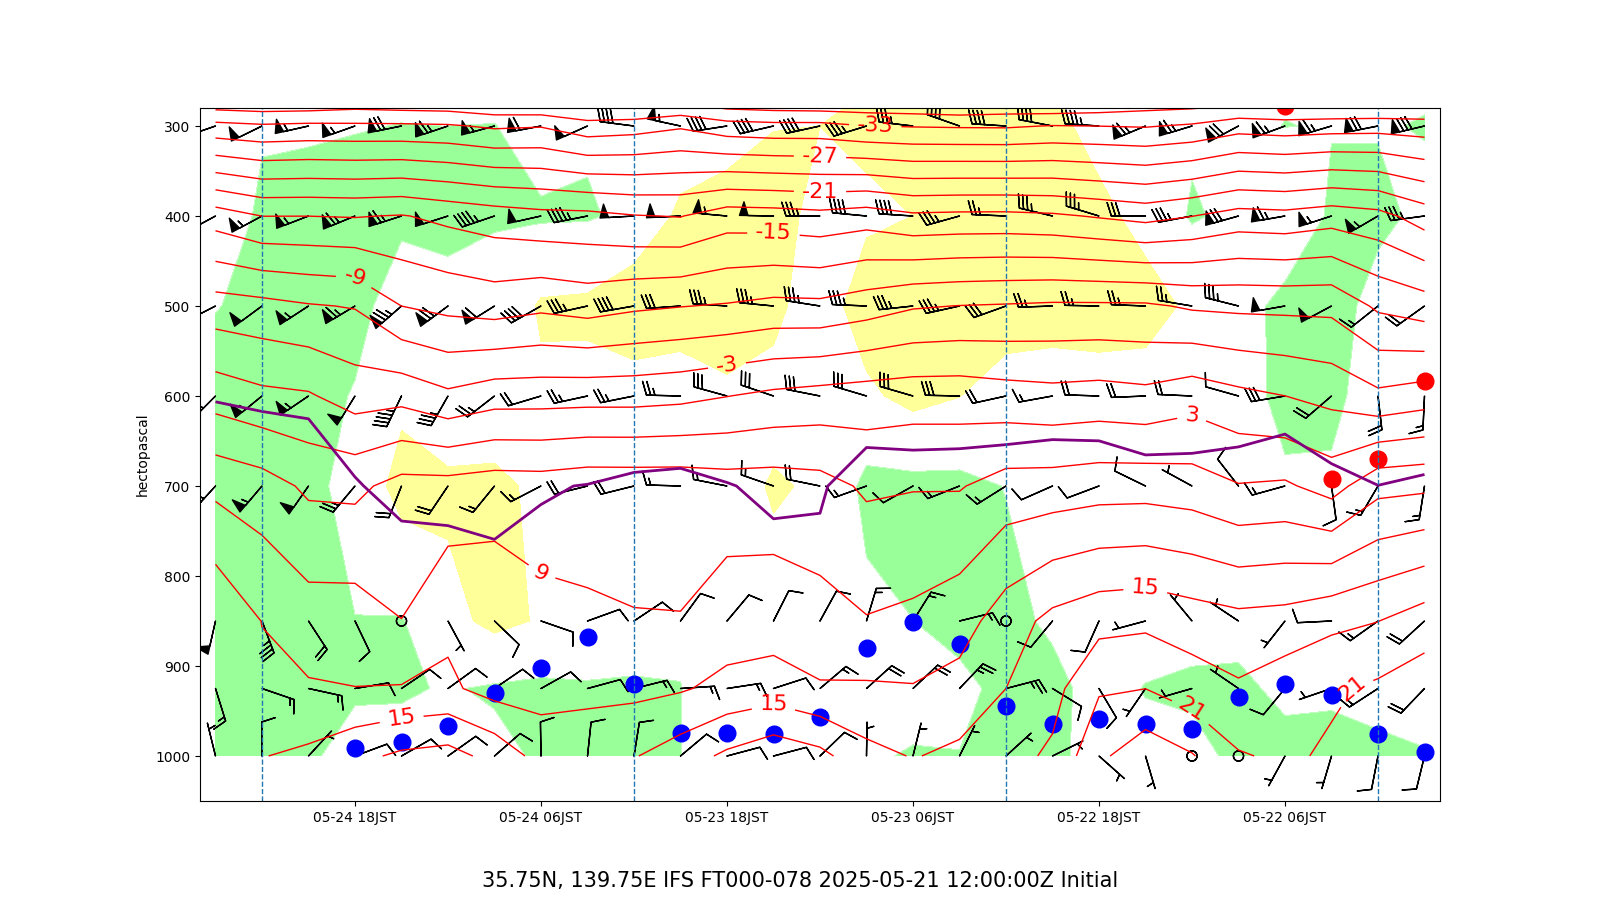 300
400
500
600
700
800
900
1000
hectopascal
-33
-27
-21
-15
-9
-3
3
9
15
15
15
21
21
05-24 18JST
05-24 06JST
05-23 18JST
05-23 06JST
05-22 18JST
05-22 06JST
35.75N, 139.75E IFS FT000-078 2025-05-21 12:00:00Z Initial